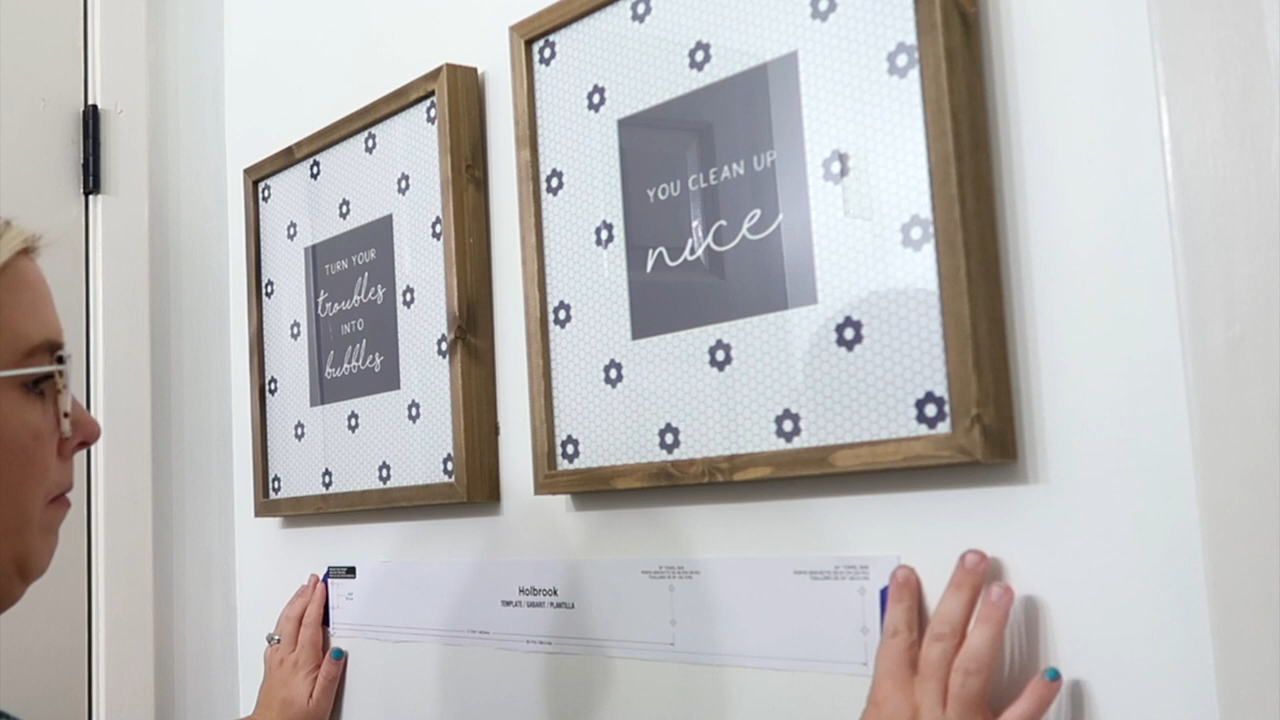 TURN YOUR
troubles
INTO
bubbles
YOU CLEAN UP
nice
Holbrook
TEMPLATE / GABARIT / PLANTILLA